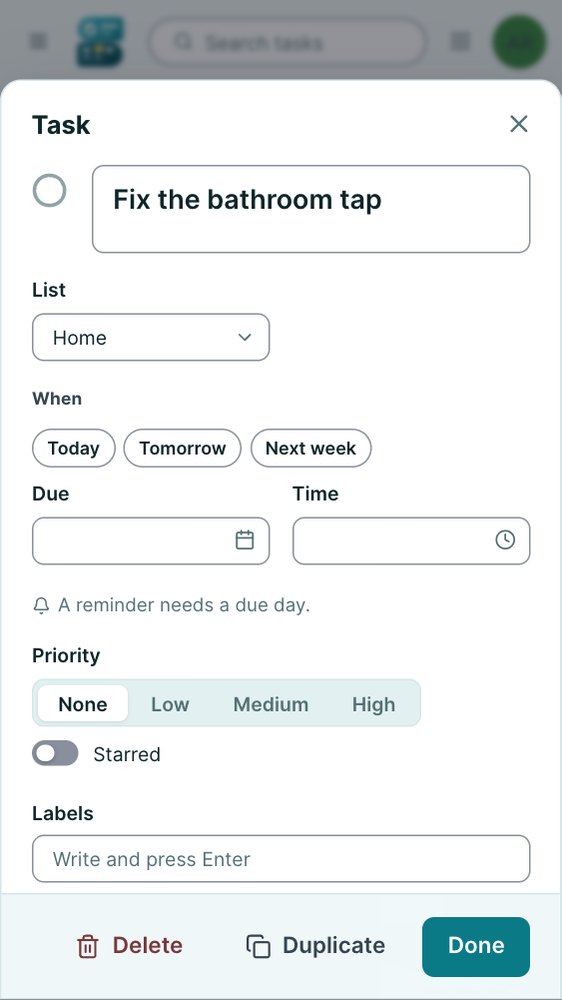 Search tasks
Task
Fix the bathroom tap
List
Home
When
Today Tomorrow Next week
Due Time
A reminder needs a due day.
Priority
None Low Medium High
Starred
Labels
Write and press Enter
Delete Duplicate Done